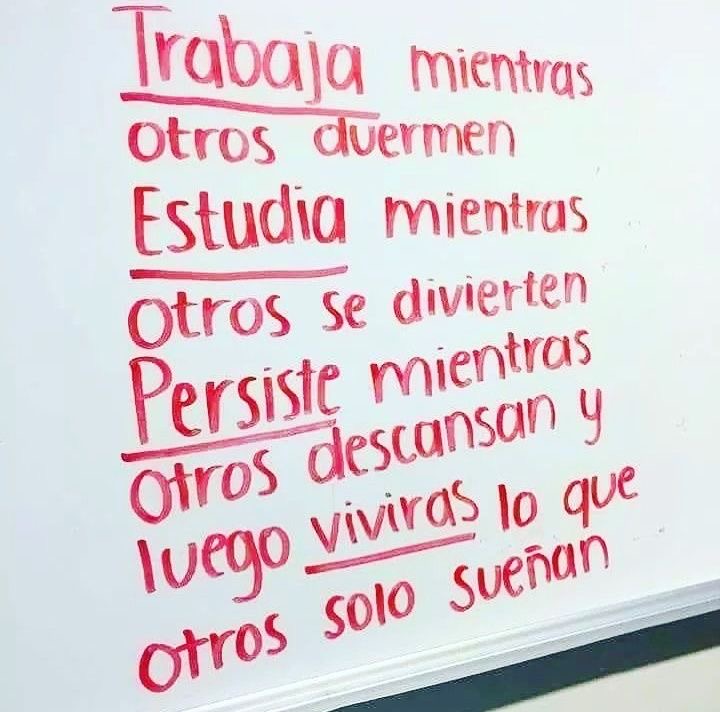 Trabaja mientras
otros duermen
Estudia mientras
otros se divierten
Persiste mientras
otros descansan y
luego viviras lo que
otros solo sueñan